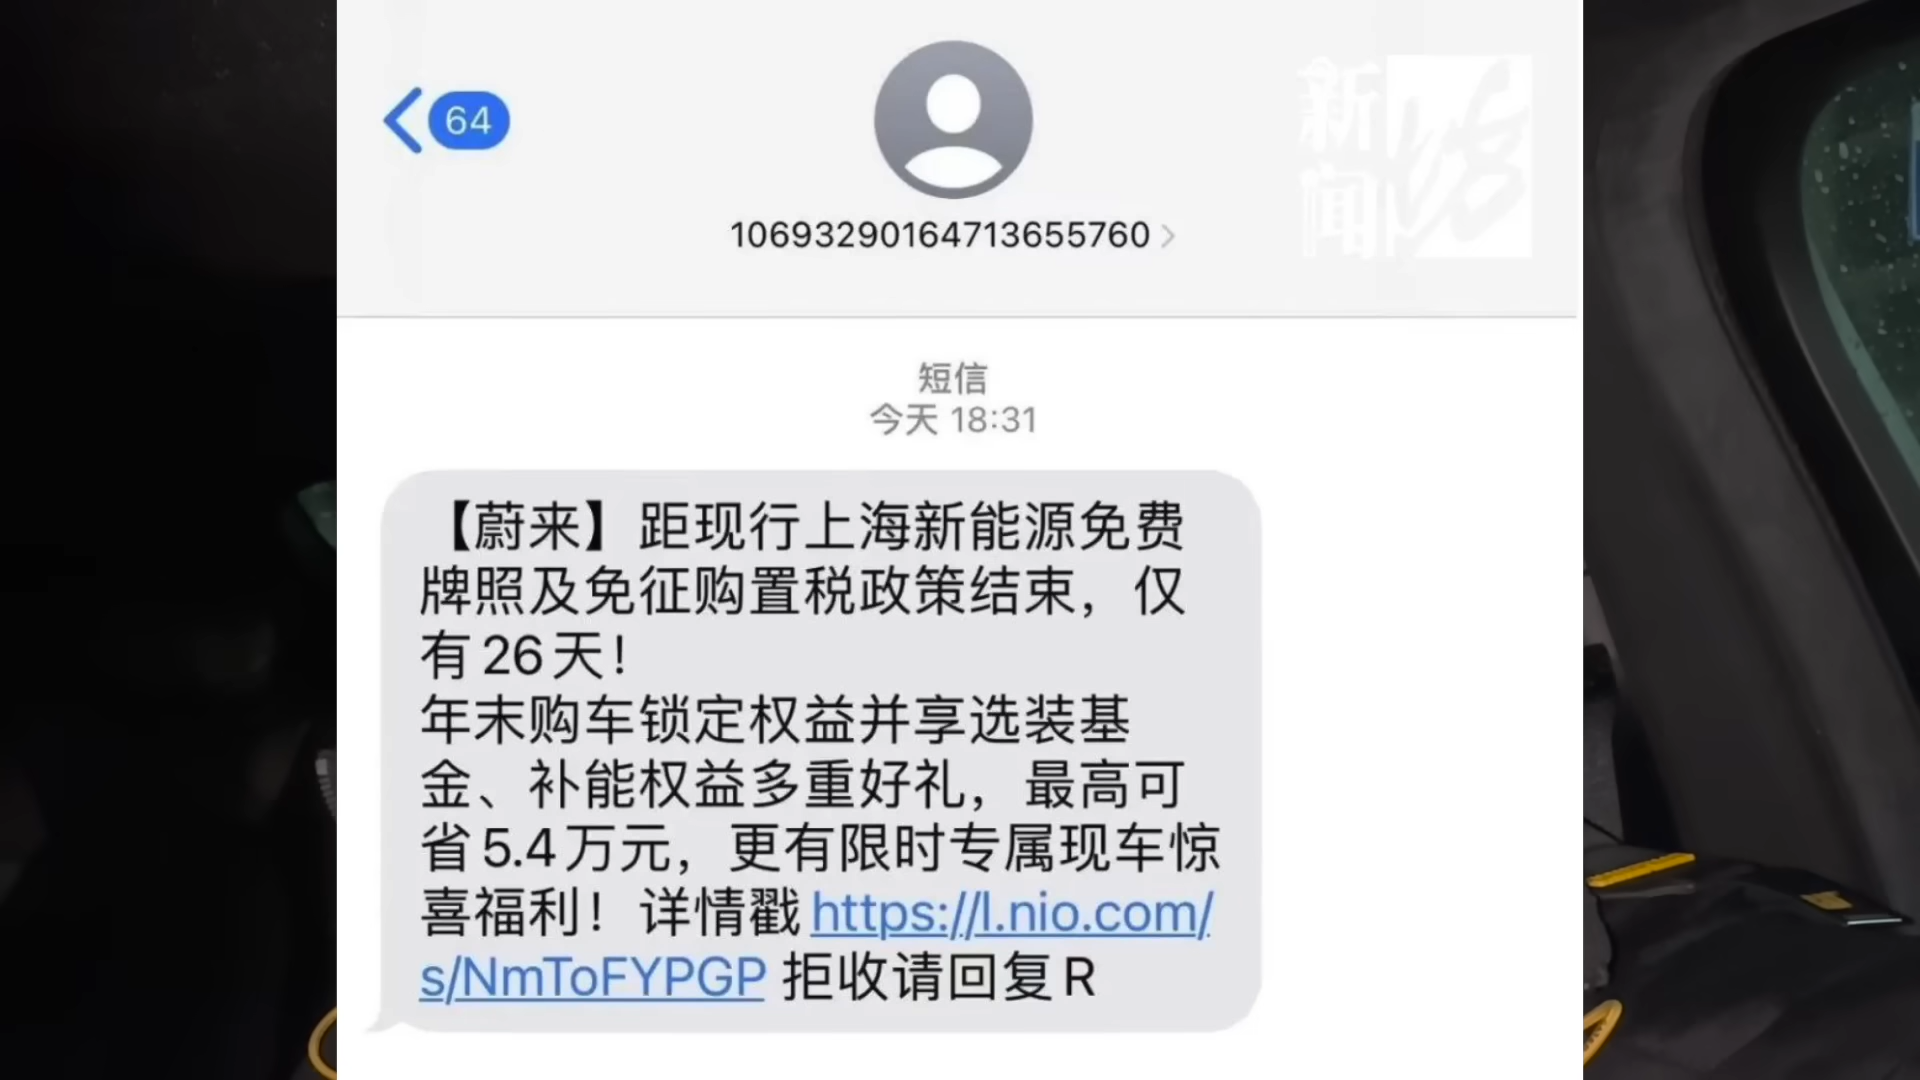 64
新闻坊
10693290164713655760
短信
今天 18:31
【蔚来】距现行上海新能源免费
牌照及免征购置税政策结束，仅
有26天！
年末购车锁定权益并享选装基
金、补能权益多重好礼，最高可
省5.4万元，更有限时专属现车惊
喜福利！详情戳https://l.nio.com/
s/NmToFYPGP 拒收请回复R